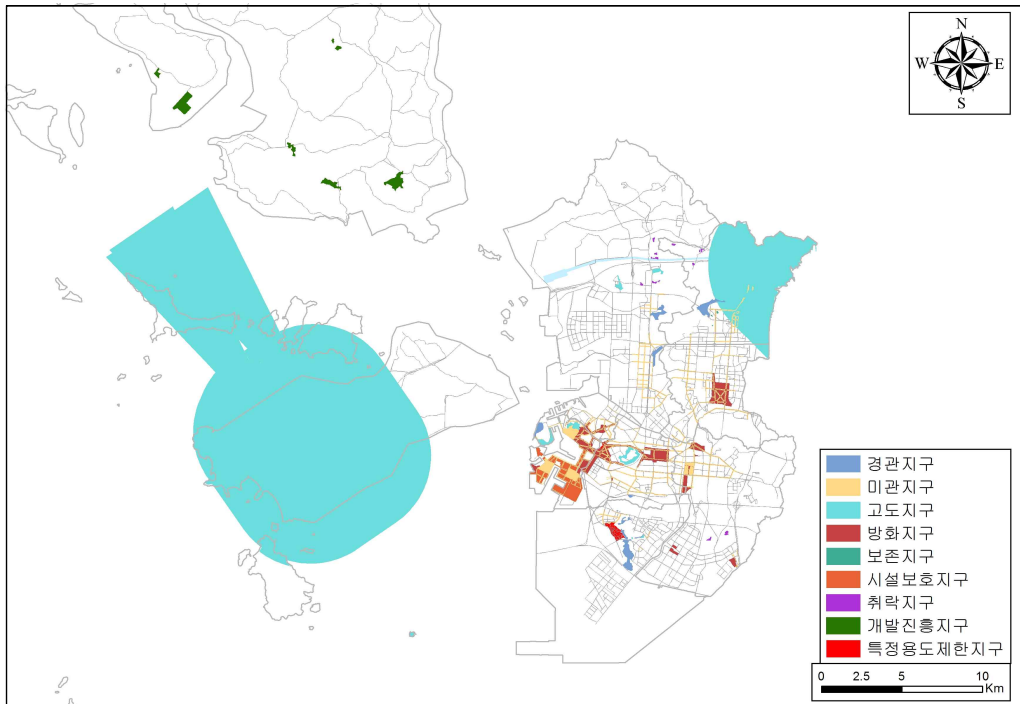 N
W E
S
경관지구
미관지구
고도지구
방화지구
보존지구
시설보호지구
취락지구
개발진흥지구
특정용도제한지구
0 2.5 5 10
Km